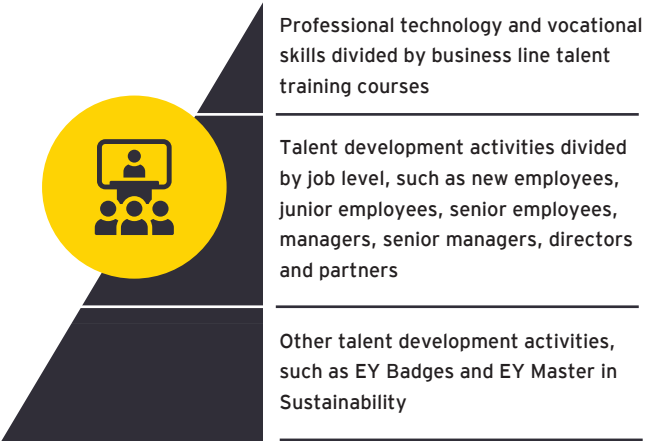 Professional technology and vocational
skills divided by business line talent
training courses
Talent development activities divided
by job level, such as new employees,
junior employees, senior employees,
managers, senior managers, directors
and partners
Other talent development activities,
such as EY Badges and EY Master in
Sustainability